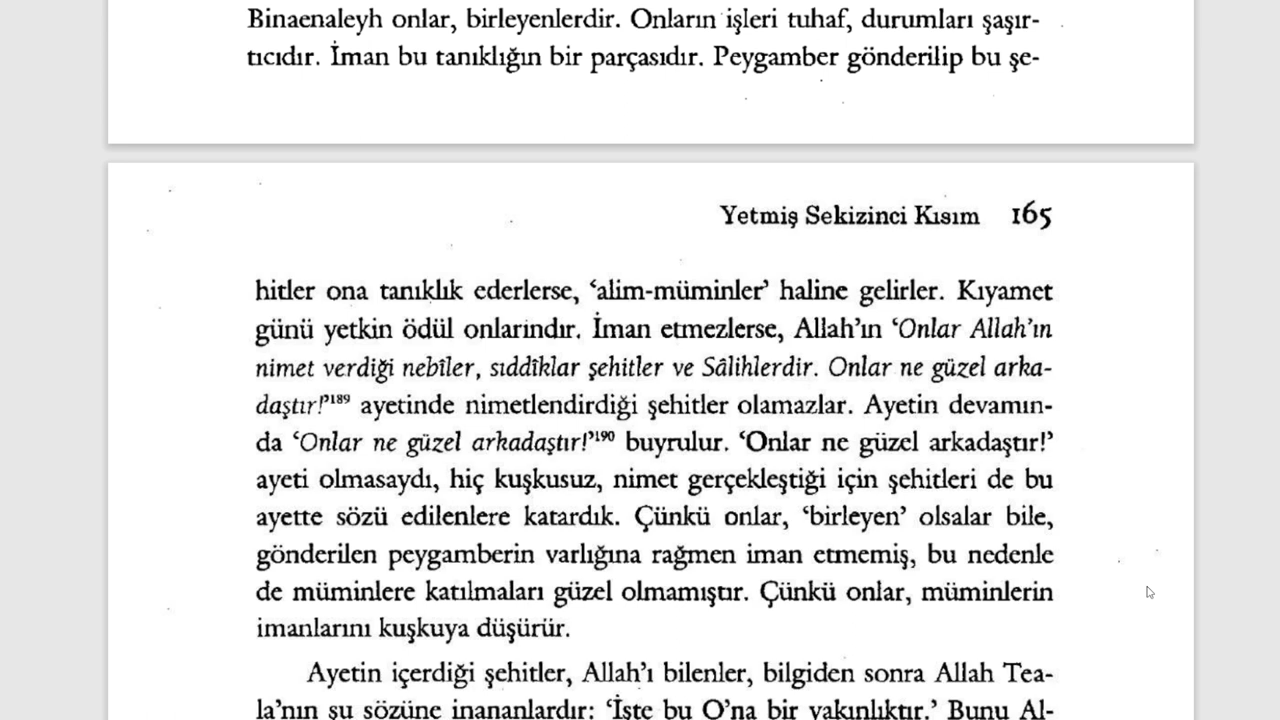 Binaenaleyh onlar, birleyenlerdir. Onların işleri tuhaf, durumları şaşır-
tıcıdır. İman bu tanıklığın bir parçasıdır. Peygamber gönderilip bu şe-
Yetmiş Sekizinci Kısım 165
hitler ona tanıklık ederlerse, ‘alim-müminler’ haline gelirler. Kıyamet
günü yetkin ödül onlarındır. İman etmezlerse, Allah’ın ‘Onlar Allah’ın
nimet verdiği nebîler, sıddîklar şehitler ve Sâlihlerdir. Onlar ne güzel arka-
daştır!’¹⁸⁹ ayetinde nimetlendirdiği şehitler olamazlar. Ayetin devamın-
da ‘Onlar ne güzel arkadaştır!’¹⁹⁰ buyrulur. ‘Onlar ne güzel arkadaştır!’
ayeti olmasaydı, hiç kuşkusuz, nimet gerçekleştiği için şehitleri de bu
ayette sözü edilenlere katardık. Çünkü onlar, ‘birleyen’ olsalar bile,
gönderilen peygamberin varlığına rağmen iman etmemiş, bu nedenle
de müminlere katılmaları güzel olmamıştır. Çünkü onlar, müminlerin
imanlarını kuşkuya düşürür.
Ayetin içerdiği şehitler, Allah’ı bilenler, bilgiden sonra Allah Tea-
la’nın şu sözüne inananlardır: ‘İşte bu O’na bir yakınlıktır.’ Bunu Al-